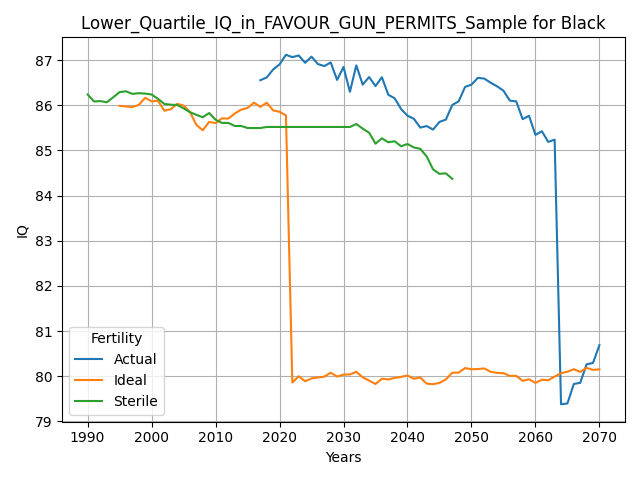 Lower_Quartile_IQ_in_FAVOUR_GUN_PERMITS_Sample for Black
87
86
85
84
83
82
81
80
79
IQ
Fertility
Actual
Ideal
Sterile
1990 2000 2010 2020 2030 2040 2050 2060 2070
Years